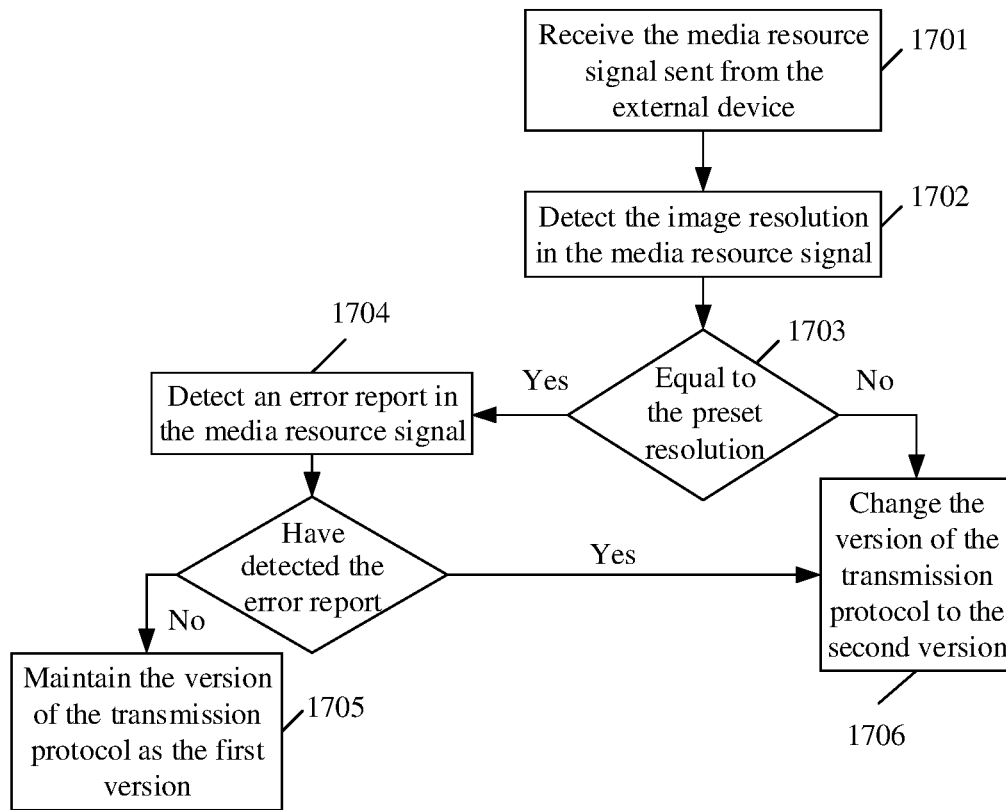 Receive the media resource
signal sent from the
external device
1701
Detect the image resolution
in the media resource signal
1702
Equal to
the preset
resolution
1703
Yes
No
1704
Detect an error report in
the media resource signal
Have
detected the
error report
Yes
No
Change the
version of the
transmission
protocol to the
second version
1706
Maintain the version
of the transmission
protocol as the first
version
1705